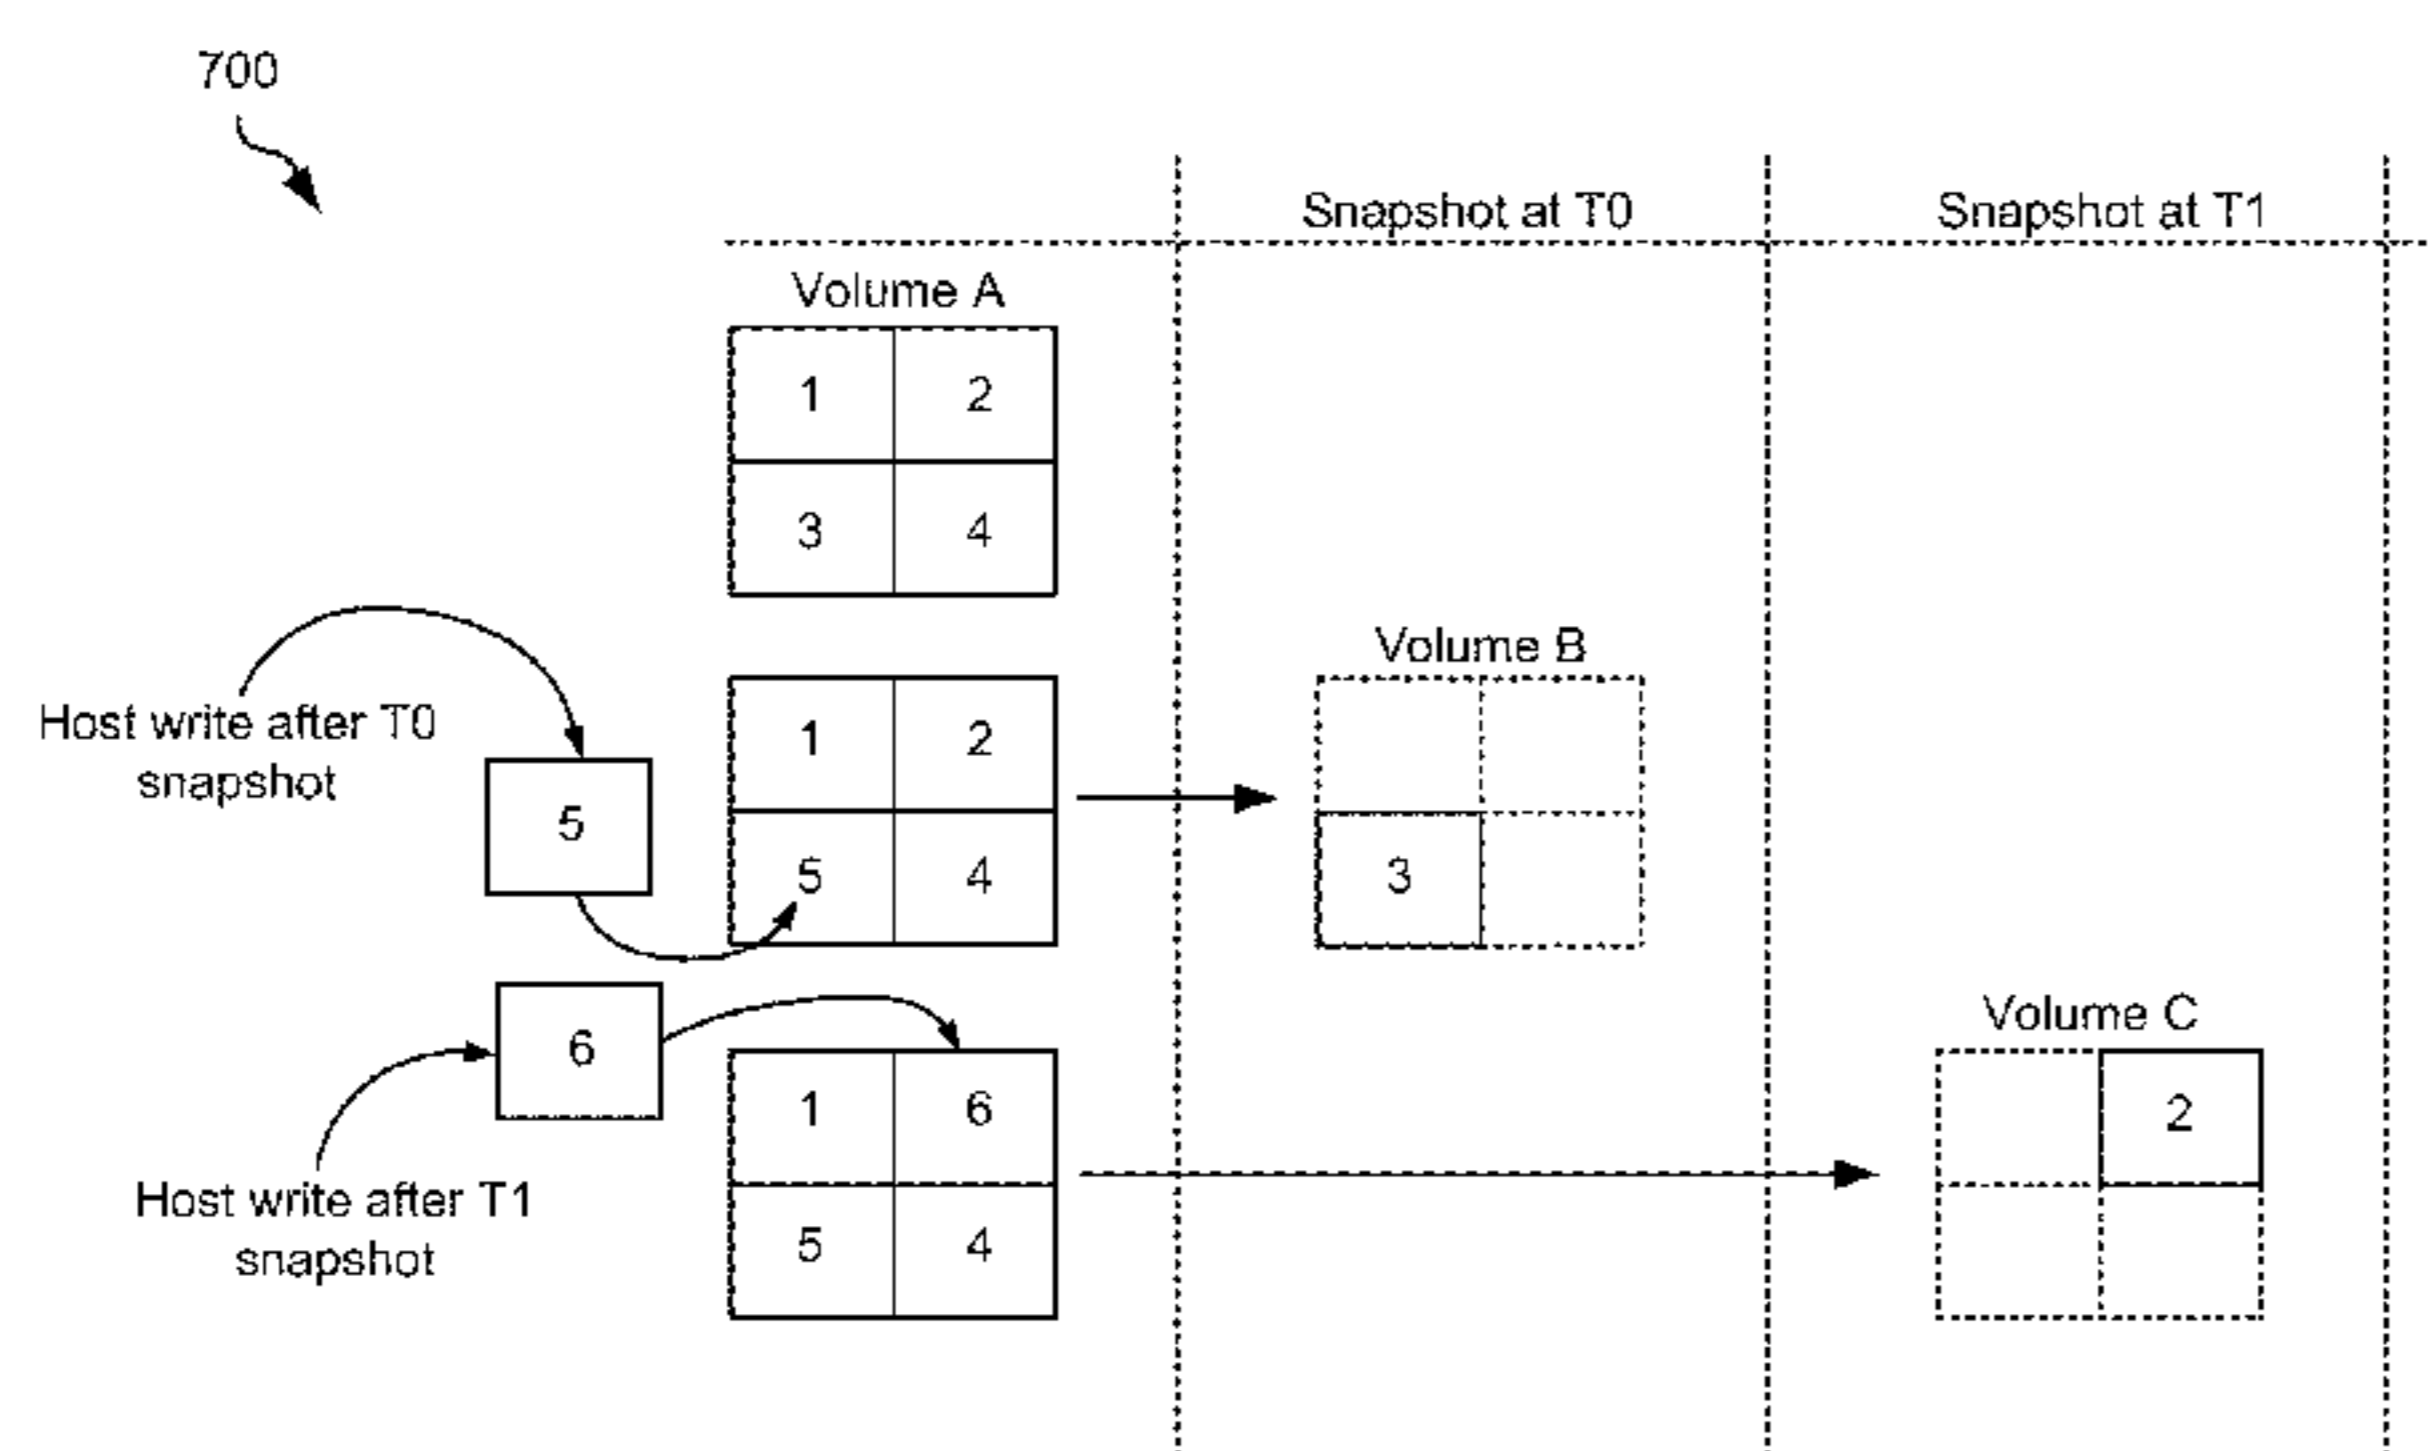 700
Snapshot at T0
Snapshot at T1
Volume A
1 2
3 4
Host write after T0
snapshot
5
1 2
5 4
Volume B
3
6
Host write after T1
snapshot
1 6
5 4
Volume C
2